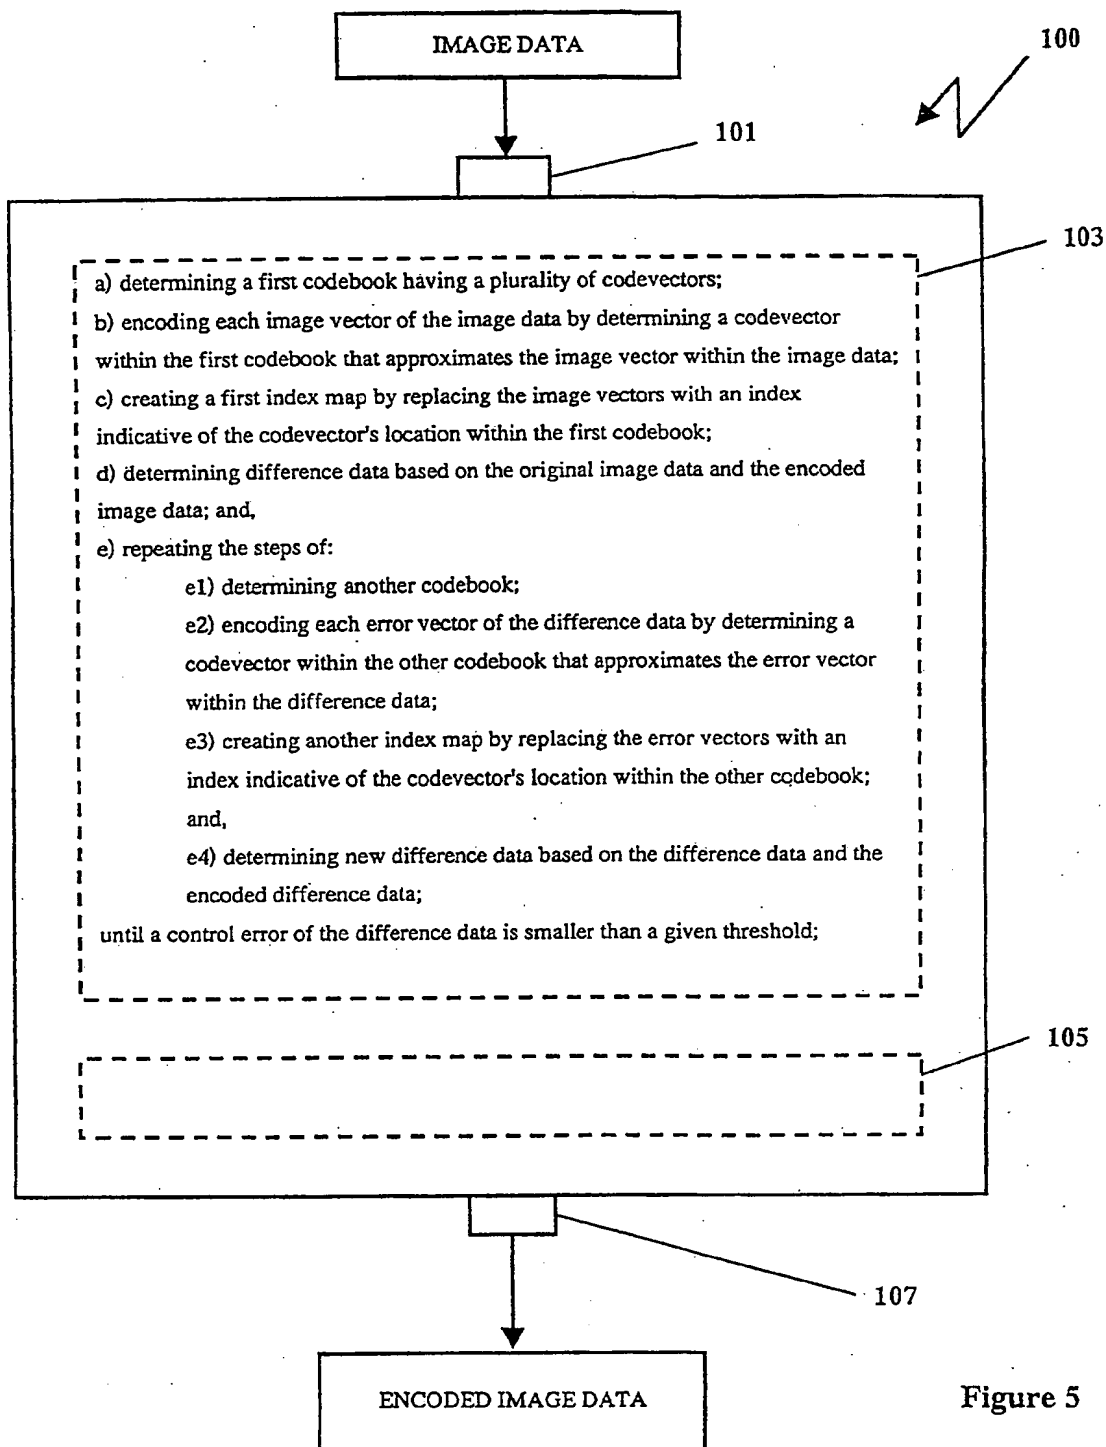 IMAGE DATA
100
101
103
a) determining a first codebook having a plurality of codevectors;
b) encoding each image vector of the image data by determining a codevector
within the first codebook that approximates the image vector within the image data;
c) creating a first index map by replacing the image vectors with an index
indicative of the codevector's location within the first codebook;
d) determining difference data based on the original image data and the encoded
image data; and,
e) repeating the steps of:
e1) determining another codebook;
e2) encoding each error vector of the difference data by determining a
codevector within the other codebook that approximates the error vector
within the difference data;
e3) creating another index map by replacing the error vectors with an
index indicative of the codevector's location within the other codebook;
and,
e4) determining new difference data based on the difference data and the
encoded difference data;
until a control error of the difference data is smaller than a given threshold;
105
107
ENCODED IMAGE DATA
Figure 5